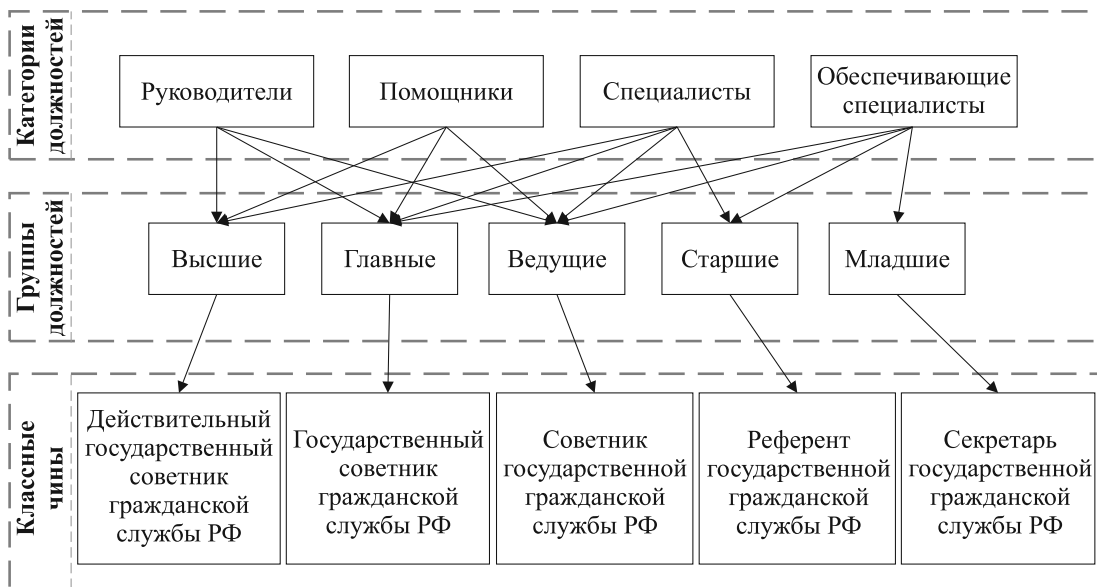 Категории
должностей
Руководители
Помощники
Специалисты
Обеспечивающие
специалисты
Группы
должностей
Высшие
Главные
Ведущие
Старшие
Младшие
Классные
чины
Действительный
государственный
советник
гражданской
службы РФ
Государственный
советник
гражданской
службы РФ
Советник
государственной
гражданской
службы РФ
Референт
государственной
гражданской
службы РФ
Секретарь
государственной
гражданской
службы РФ